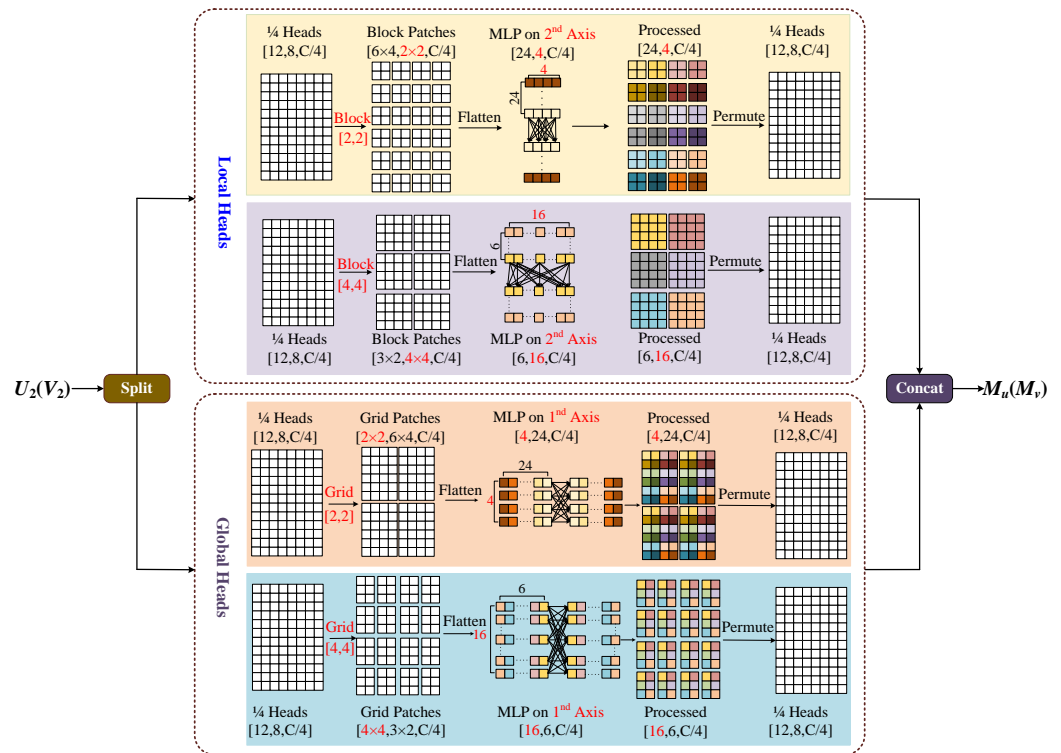 ¼ Heads
[12,8,C/4]
Block Patches
[6×4,2×2,C/4]
MLP on 2nd Axis
[24,4,C/4]
Processed
[24,4,C/4]
¼ Heads
[12,8,C/4]
4
24
Block
[2,2]
Flatten
Permute
Local Heads
16
6
Block
[4,4]
Flatten
Permute
¼ Heads
[12,8,C/4]
Block Patches
[3×2,4×4,C/4]
MLP on 2nd Axis
[6,16,C/4]
Processed
[6,16,C/4]
¼ Heads
[12,8,C/4]
U2(V2)
Split
Concat
Mu(Mv)
¼ Heads
[12,8,C/4]
Grid Patches
[2×2,6×4,C/4]
MLP on 1nd Axis
[4,24,C/4]
Processed
[4,24,C/4]
¼ Heads
[12,8,C/4]
24
4
Grid
[2,2]
Flatten
Permute
Global Heads
6
16
Grid
[4,4]
Flatten
Permute
¼ Heads
[12,8,C/4]
Grid Patches
[4×4,3×2,C/4]
MLP on 1nd Axis
[16,6,C/4]
Processed
[16,6,C/4]
¼ Heads
[12,8,C/4]